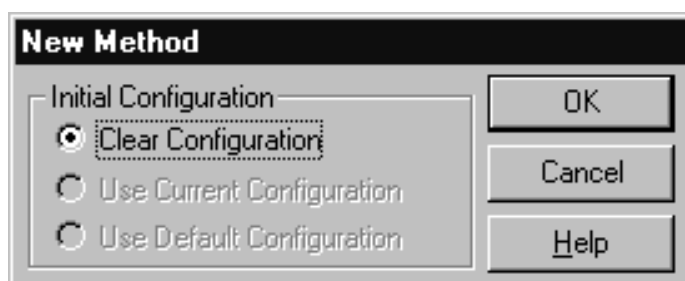 New Method
Initial Configuration
Clear Configuration
Use Current Configuration
Use Default Configuration
OK
Cancel
Help